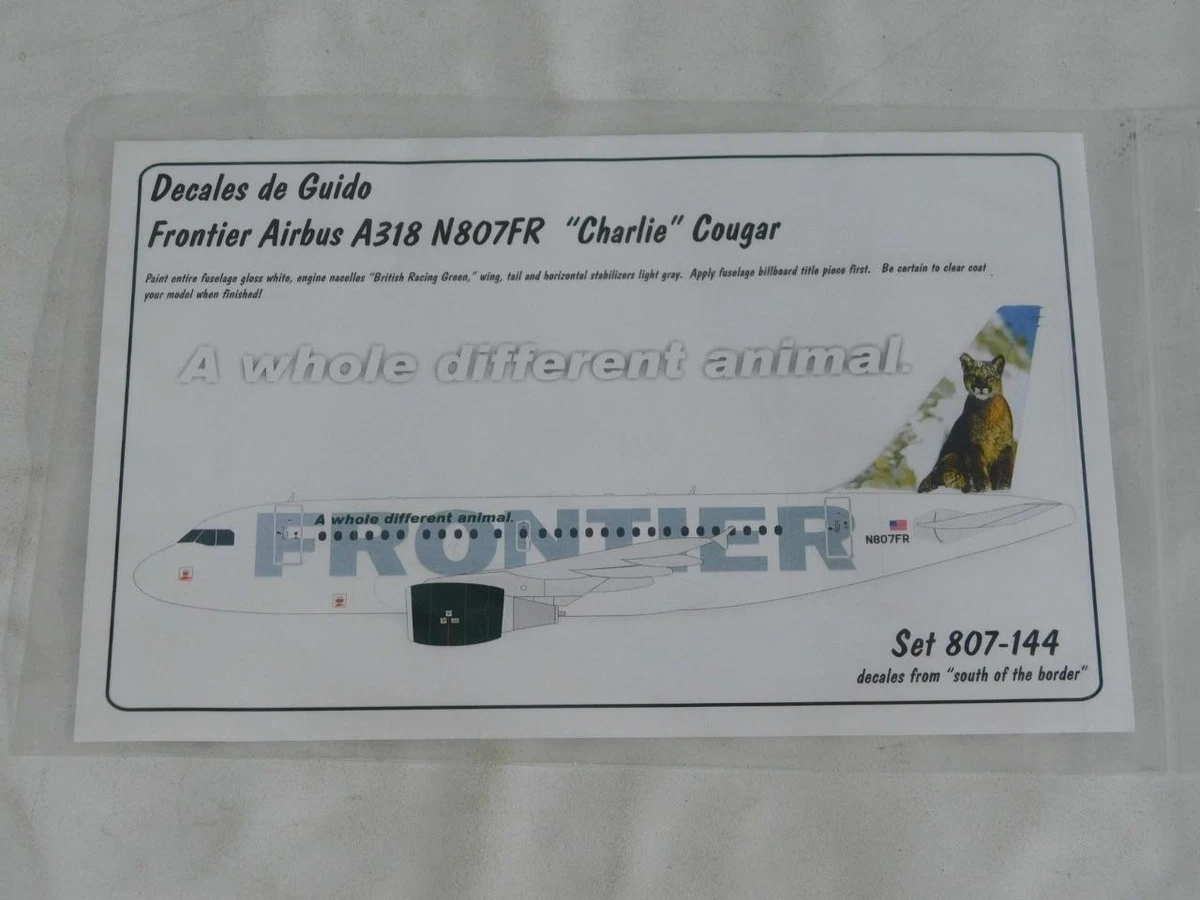 Decales de Guido
Frontier Airbus A318 N807FR "Charlie" Cougar
Paint entire fuselage gloss white, engine nacelles "British Racing Green," wing, tail and horizontal stabilizers light gray. Apply fuselage billboard title piece first. Be certain to clear coat
your model when finished!
A whole different animal.
A whole different animal.
FRONTIER
N807FR
Set 807-144
decales from "south of the border"